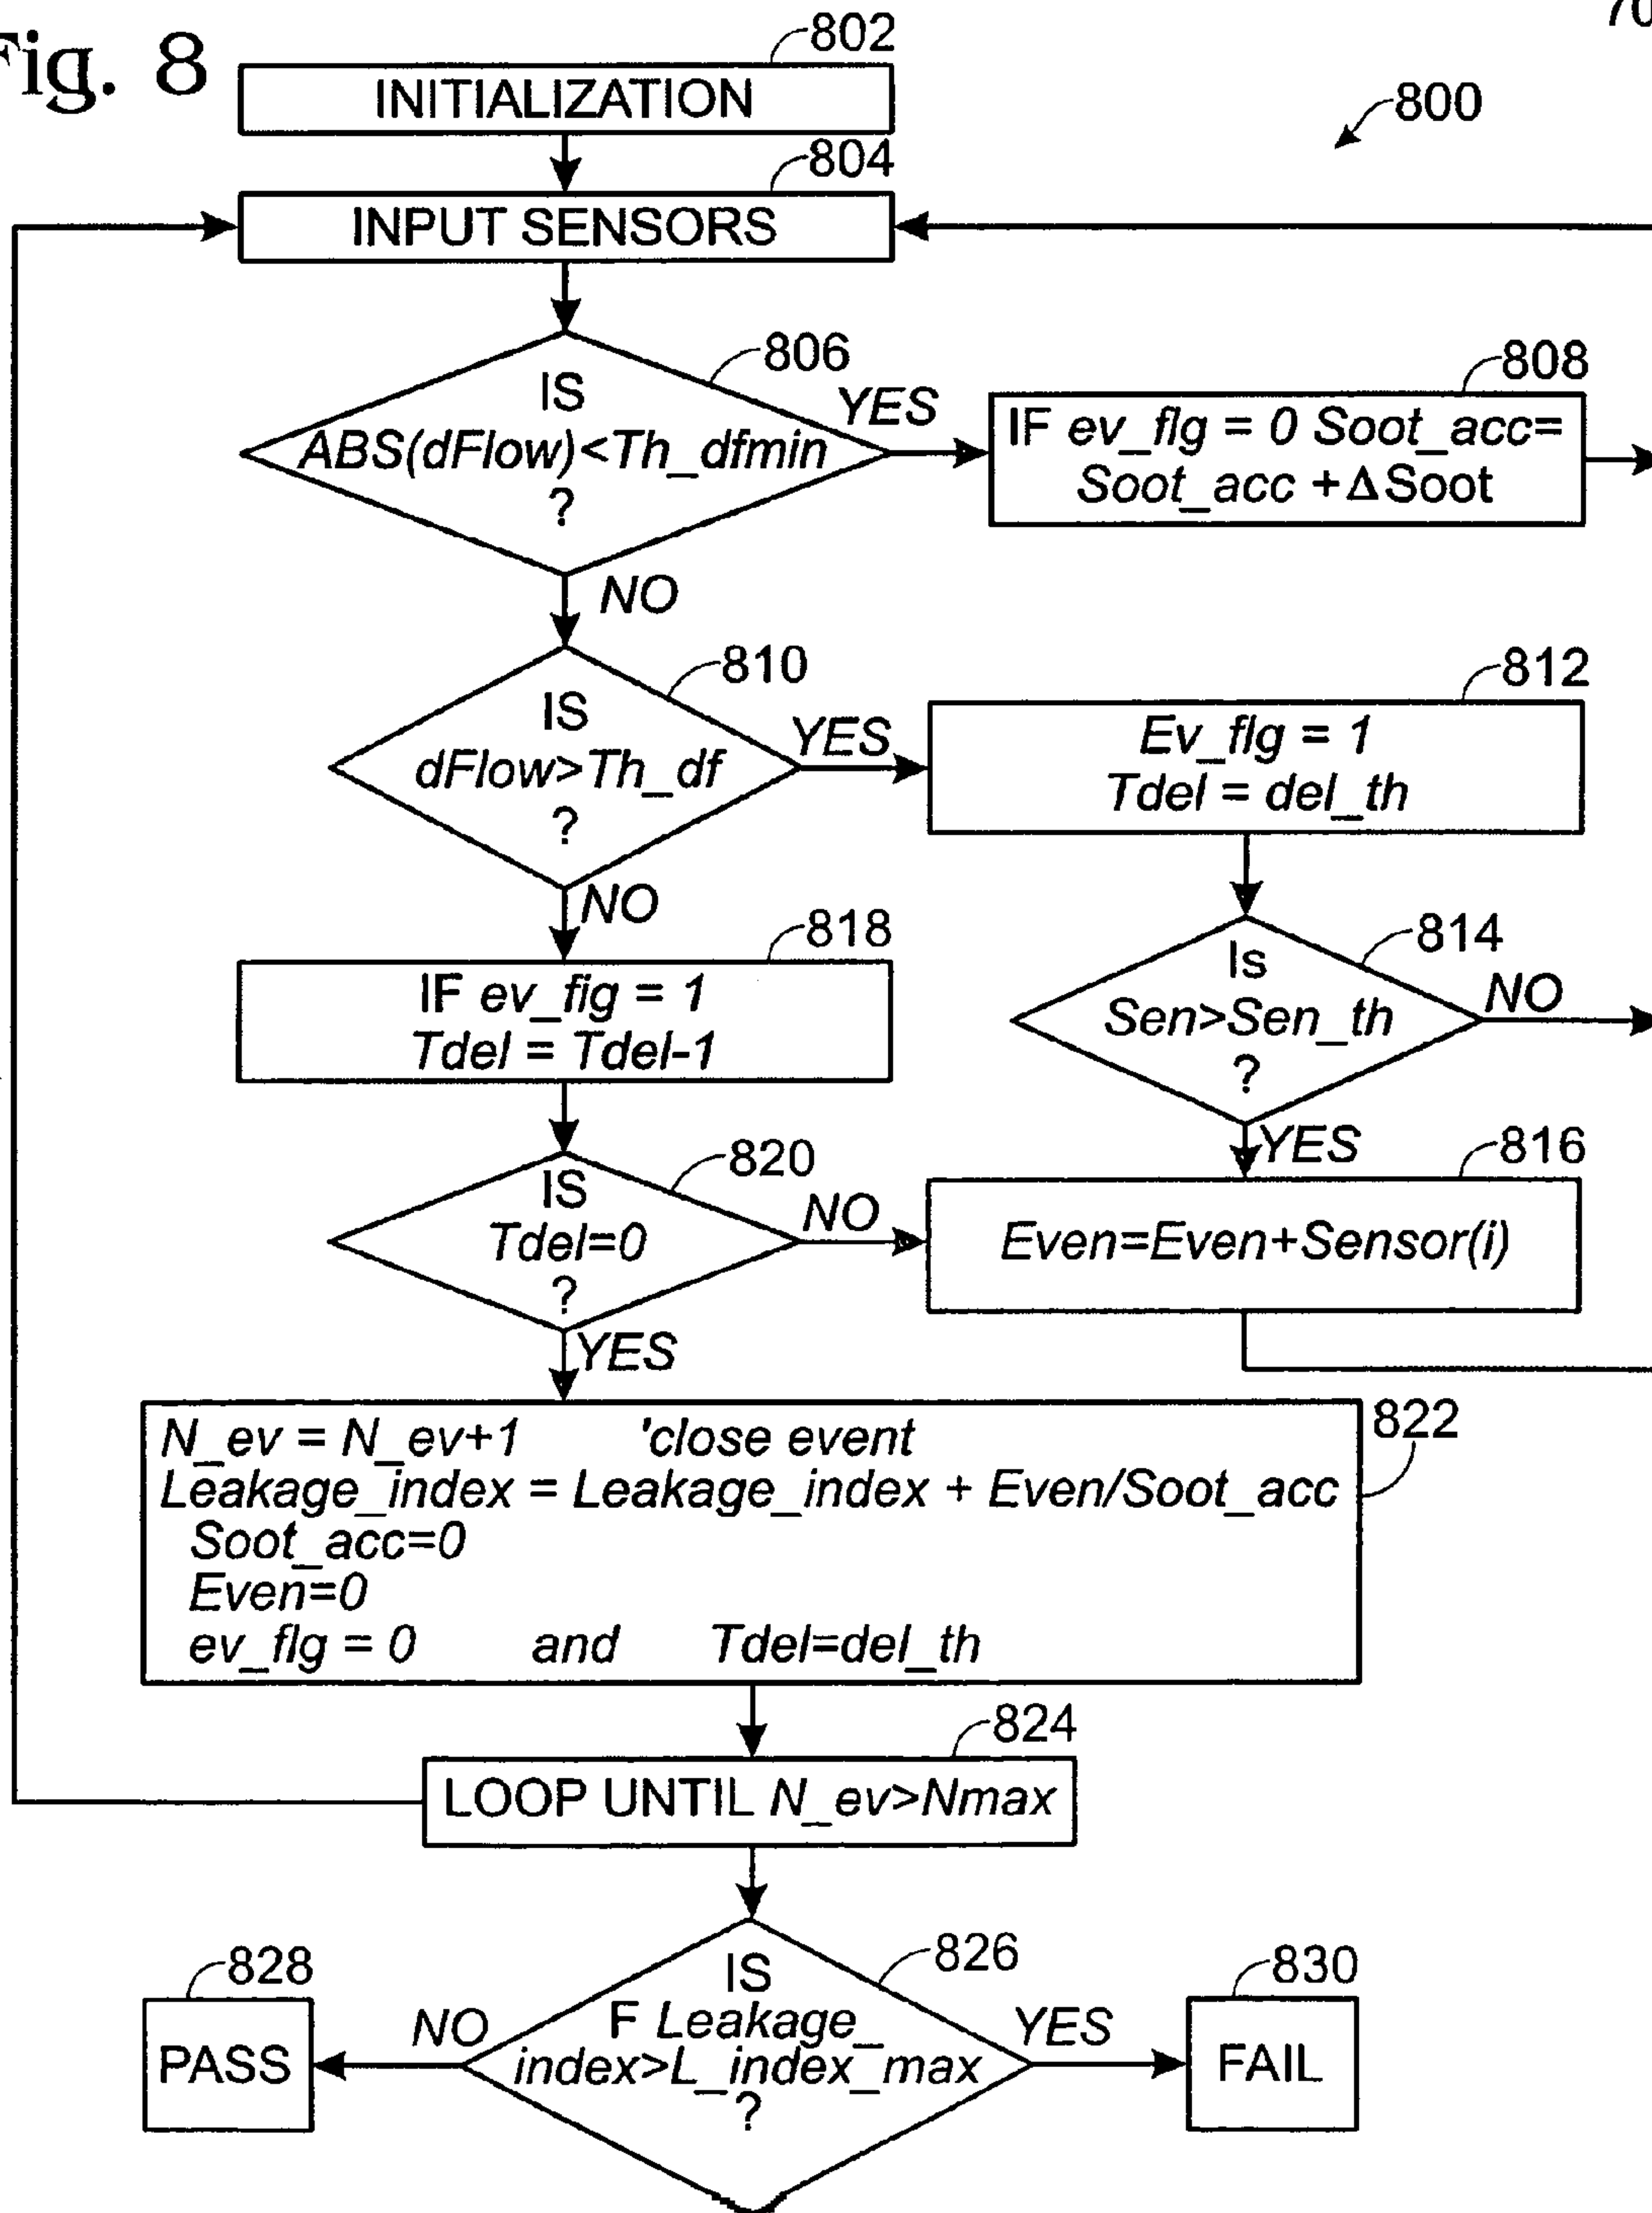 Fig. 8
802
70
INITIALIZATION
800
804
INPUT SENSORS
806
IS
ABS(dFlow)<Th_dfmin
?
YES
808
IF ev_flg = 0 Soot_acc=
Soot_acc +ΔSoot
NO
810
IS
dFlow>Th_df
?
YES
812
Ev_flg = 1
Tdel = del_th
NO
818
IF ev_fig = 1
Tdel = Tdel-1
814
Is
Sen>Sen_th
?
NO
YES
820
IS
Tdel=0
?
NO
816
Even=Even+Sensor(i)
YES
822
N_ev = N_ev+1 'close event
Leakage_index = Leakage_index + Even/Soot_acc
Soot_acc=0
Even=0
ev_flg = 0 and Tdel=del_th
824
LOOP UNTIL N_ev>Nmax
826
IS
F Leakage_
index>L_index_max
?
NO
828
PASS
YES
830
FAIL